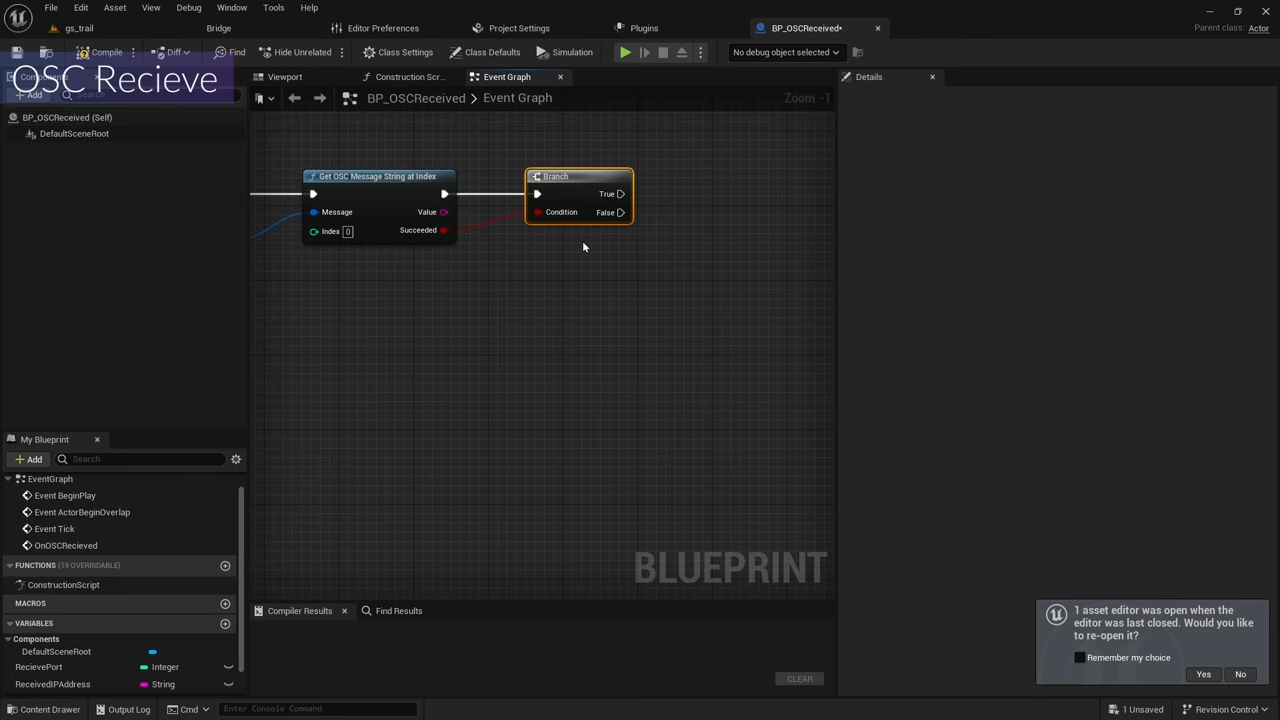 File Edit Asset View Debug Window Tools Help
gs_trail Bridge Editor Preferences Project Settings Plugins BP_OSCReceived• Parent class: Actor
Compile Diff Find Hide Unrelated Class Settings Class Defaults Simulation No debug object selected
OSC Recieve
Components
Add Search
BP_OSCReceived (Self)
DefaultSceneRoot
Viewport Construction Scr... Event Graph
BP_OSCReceived > Event Graph Zoom -1
Get OSC Message String at Index
Message Value
Index 0 Succeeded
Branch
True
Condition False
BLUEPRINT
Details
My Blueprint
Add Search
EventGraph
Event BeginPlay
Event ActorBeginOverlap
Event Tick
OnOSCRecieved
FUNCTIONS (19 OVERRIDABLE)
ConstructionScript
MACROS
VARIABLES
Components
DefaultSceneRoot
RecievePort Integer
ReceivedIPAddress String
Compiler Results Find Results
CLEAR
1 asset editor was open when the
editor was last closed. Would you like
to re-open it?
Remember my choice
Yes No
Content Drawer Output Log Cmd Enter Console Command 1 Unsaved Revision Control